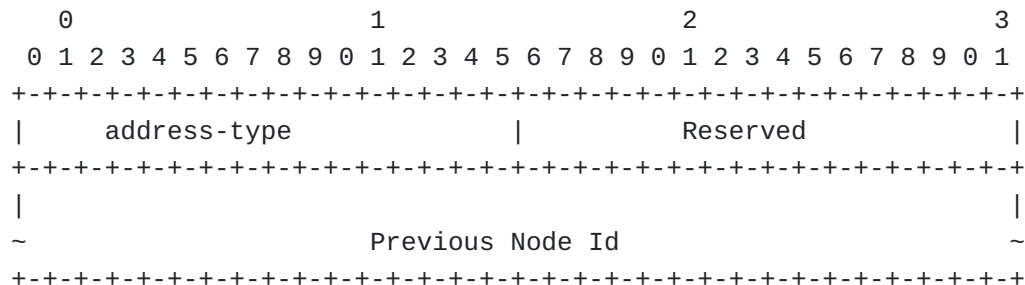 0                   1                   2                   3
 0 1 2 3 4 5 6 7 8 9 0 1 2 3 4 5 6 7 8 9 0 1 2 3 4 5 6 7 8 9 0 1
+-+-+-+-+-+-+-+-+-+-+-+-+-+-+-+-+-+-+-+-+-+-+-+-+-+-+-+-+-+-+-+-+
|     address-type              |          Reserved             |
+-+-+-+-+-+-+-+-+-+-+-+-+-+-+-+-+-+-+-+-+-+-+-+-+-+-+-+-+-+-+-+-+
|                                                               |
~                      Previous Node Id                         ~
+-+-+-+-+-+-+-+-+-+-+-+-+-+-+-+-+-+-+-+-+-+-+-+-+-+-+-+-+-+-+-+-+